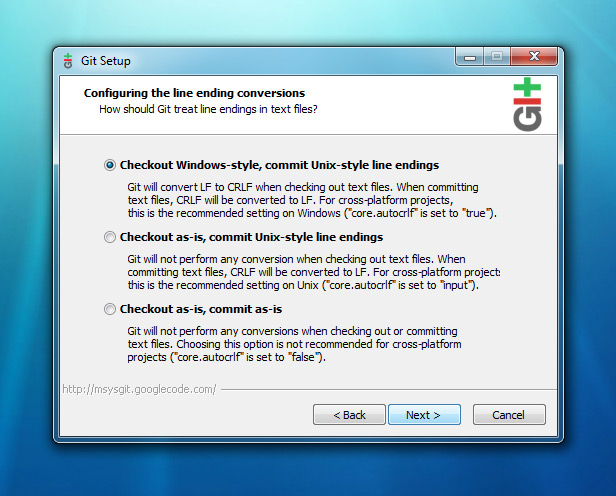 Git Setup
Configuring the line ending conversions
How should Git treat line endings in text files?
Git
Checkout Windows-style, commit Unix-style line endings
Git will convert LF to CRLF when checking out text files. When committing
text files, CRLF will be converted to LF. For cross-platform projects,
this is the recommended setting on Windows ("core.autocrlf" is set to "true").
Checkout as-is, commit Unix-style line endings
Git will not perform any conversion when checking out text files. When
committing text files, CRLF will be converted to LF. For cross-platform projects
this is the recommended setting on Unix ("core.autocrlf" is set to "input").
Checkout as-is, commit as-is
Git will not perform any conversions when checking out or committing
text files. Choosing this option is not recommended for cross-platform
projects ("core.autocrlf" is set to "false").
http://msysgit.googlecode.com/
< Back
Next >
Cancel